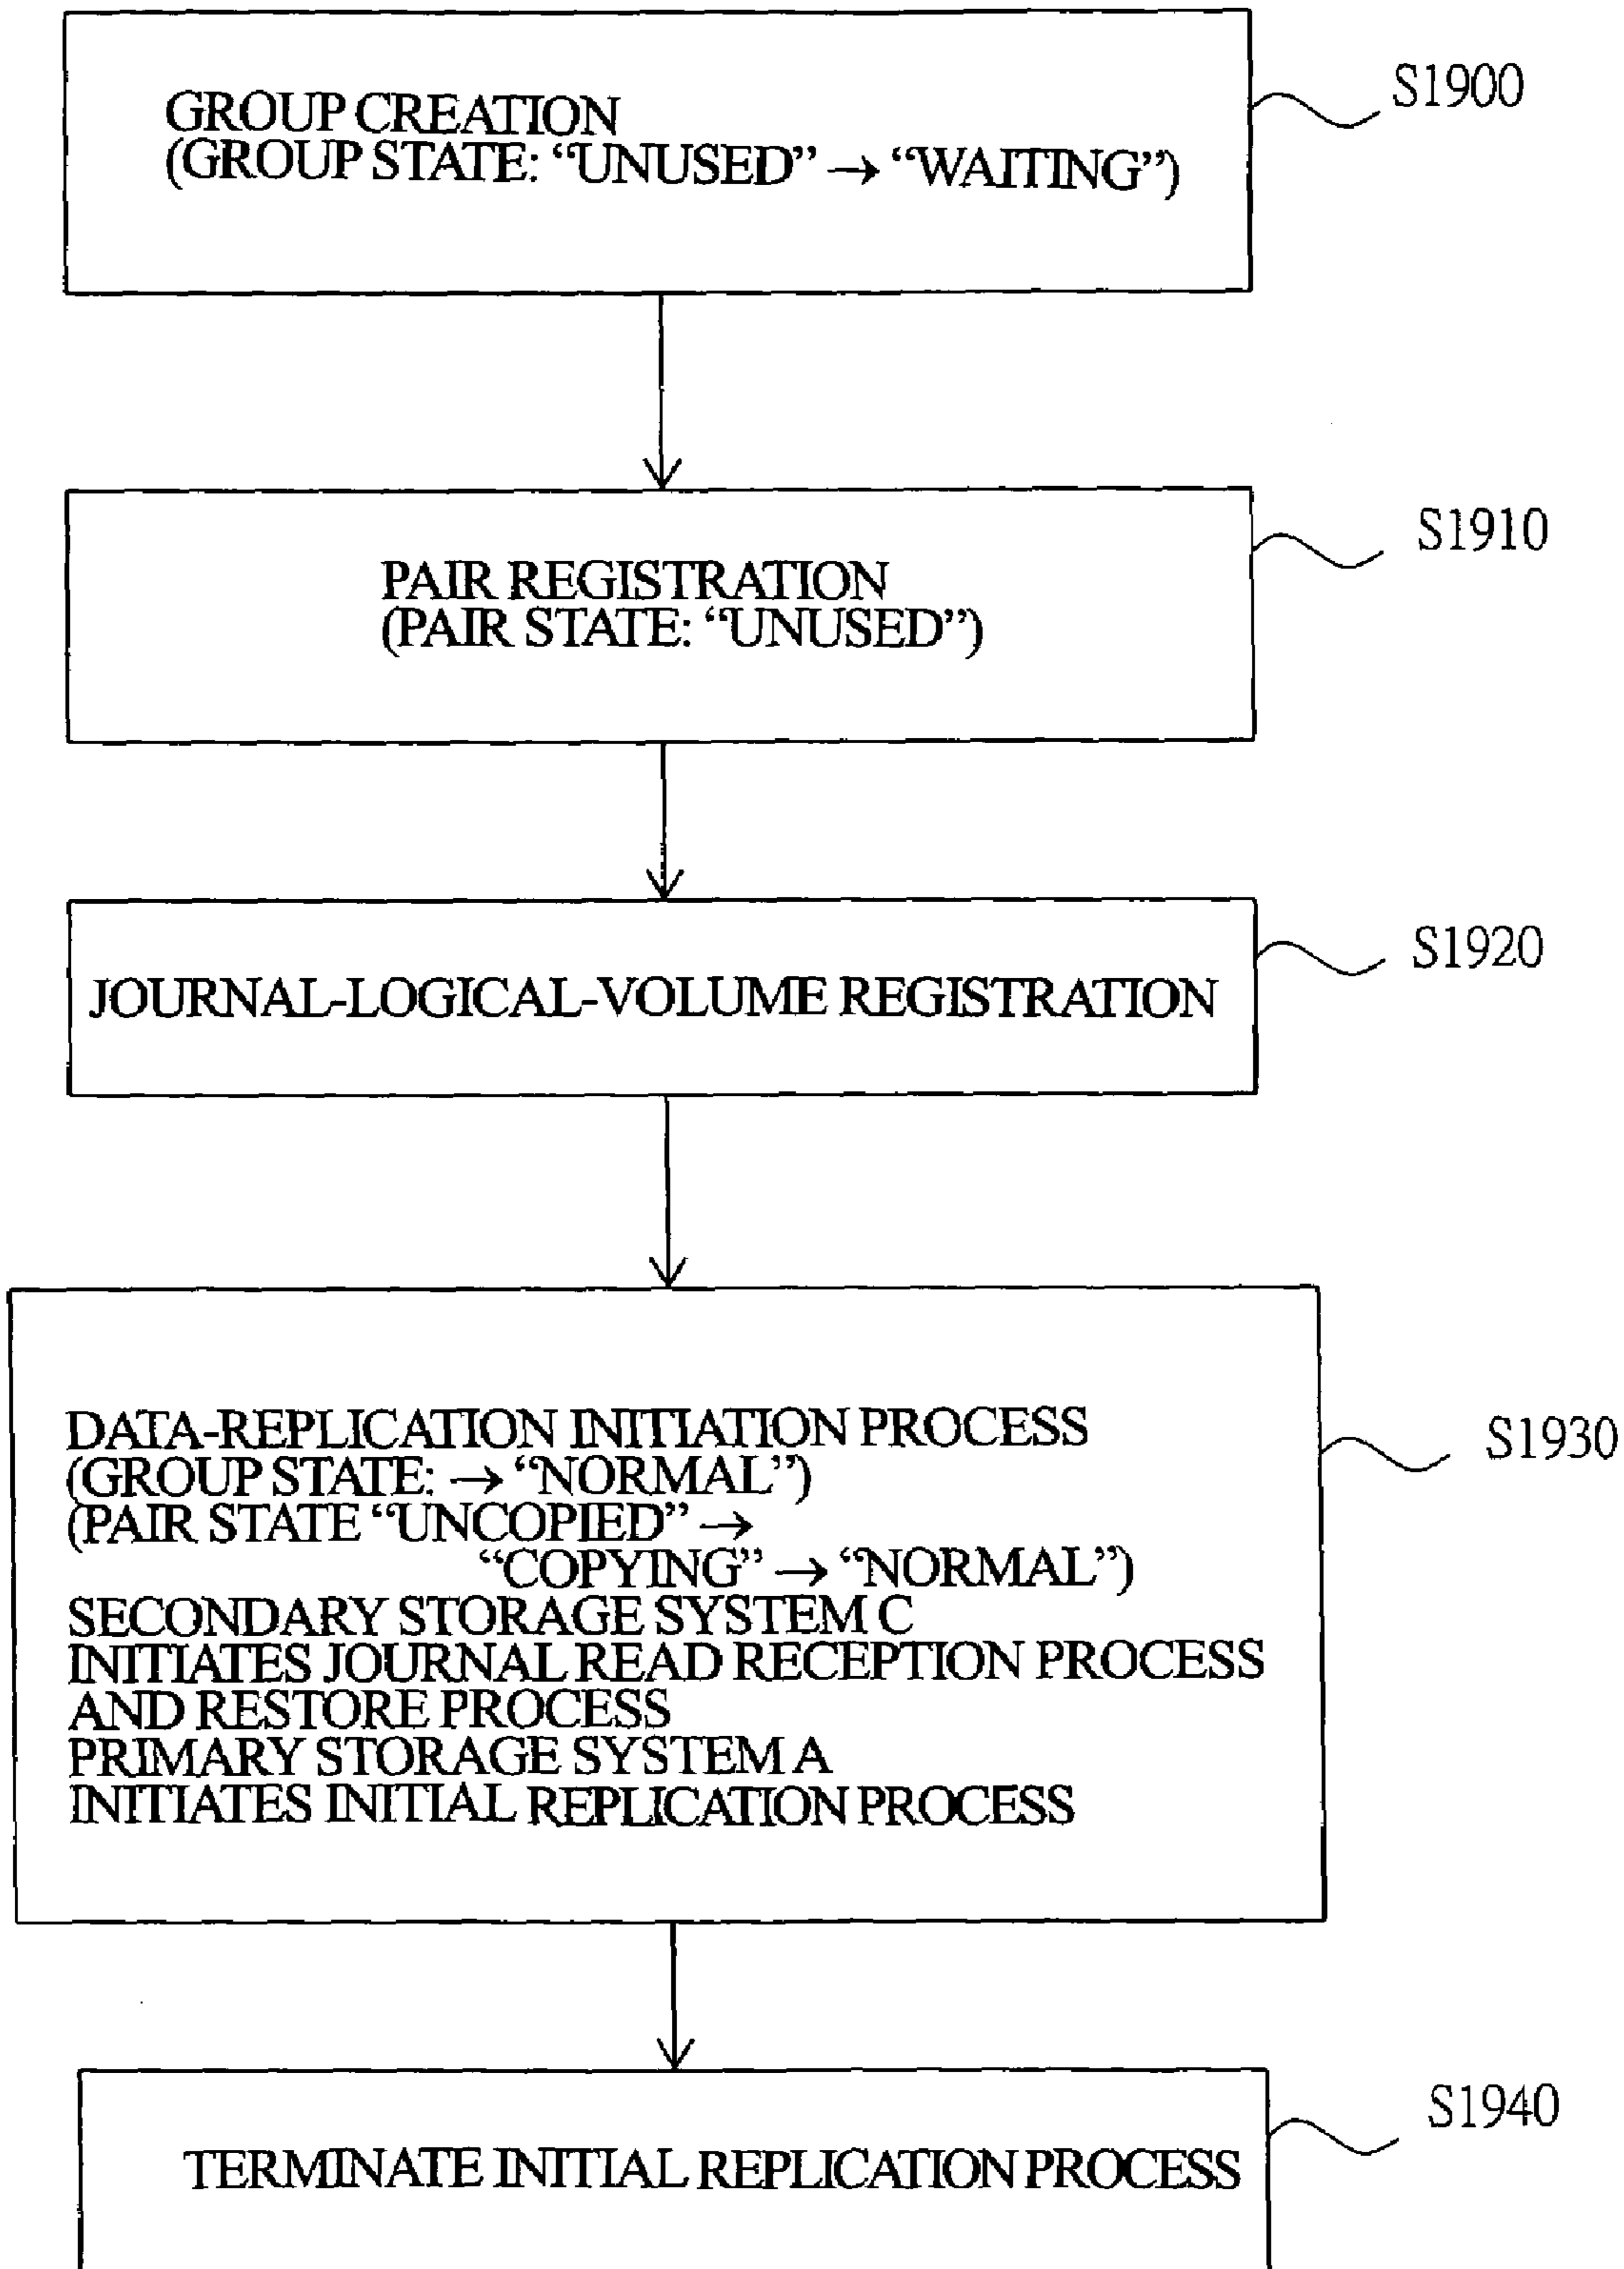 GROUP CREATION
(GROUP STATE: “UNUSED” → “WAITING”)
S1900
PAIR REGISTRATION
(PAIR STATE: “UNUSED”)
S1910
JOURNAL-LOGICAL-VOLUME REGISTRATION
S1920
DATA-REPLICATION INITIATION PROCESS
(GROUP STATE: → “NORMAL”)
(PAIR STATE “UNCOPIED” →
“COPYING” → “NORMAL”)
SECONDARY STORAGE SYSTEM C
INITIATES JOURNAL READ RECEPTION PROCESS
AND RESTORE PROCESS
PRIMARY STORAGE SYSTEM A
INITIATES INITIAL REPLICATION PROCESS
S1930
TERMINATE INITIAL REPLICATION PROCESS
S1940